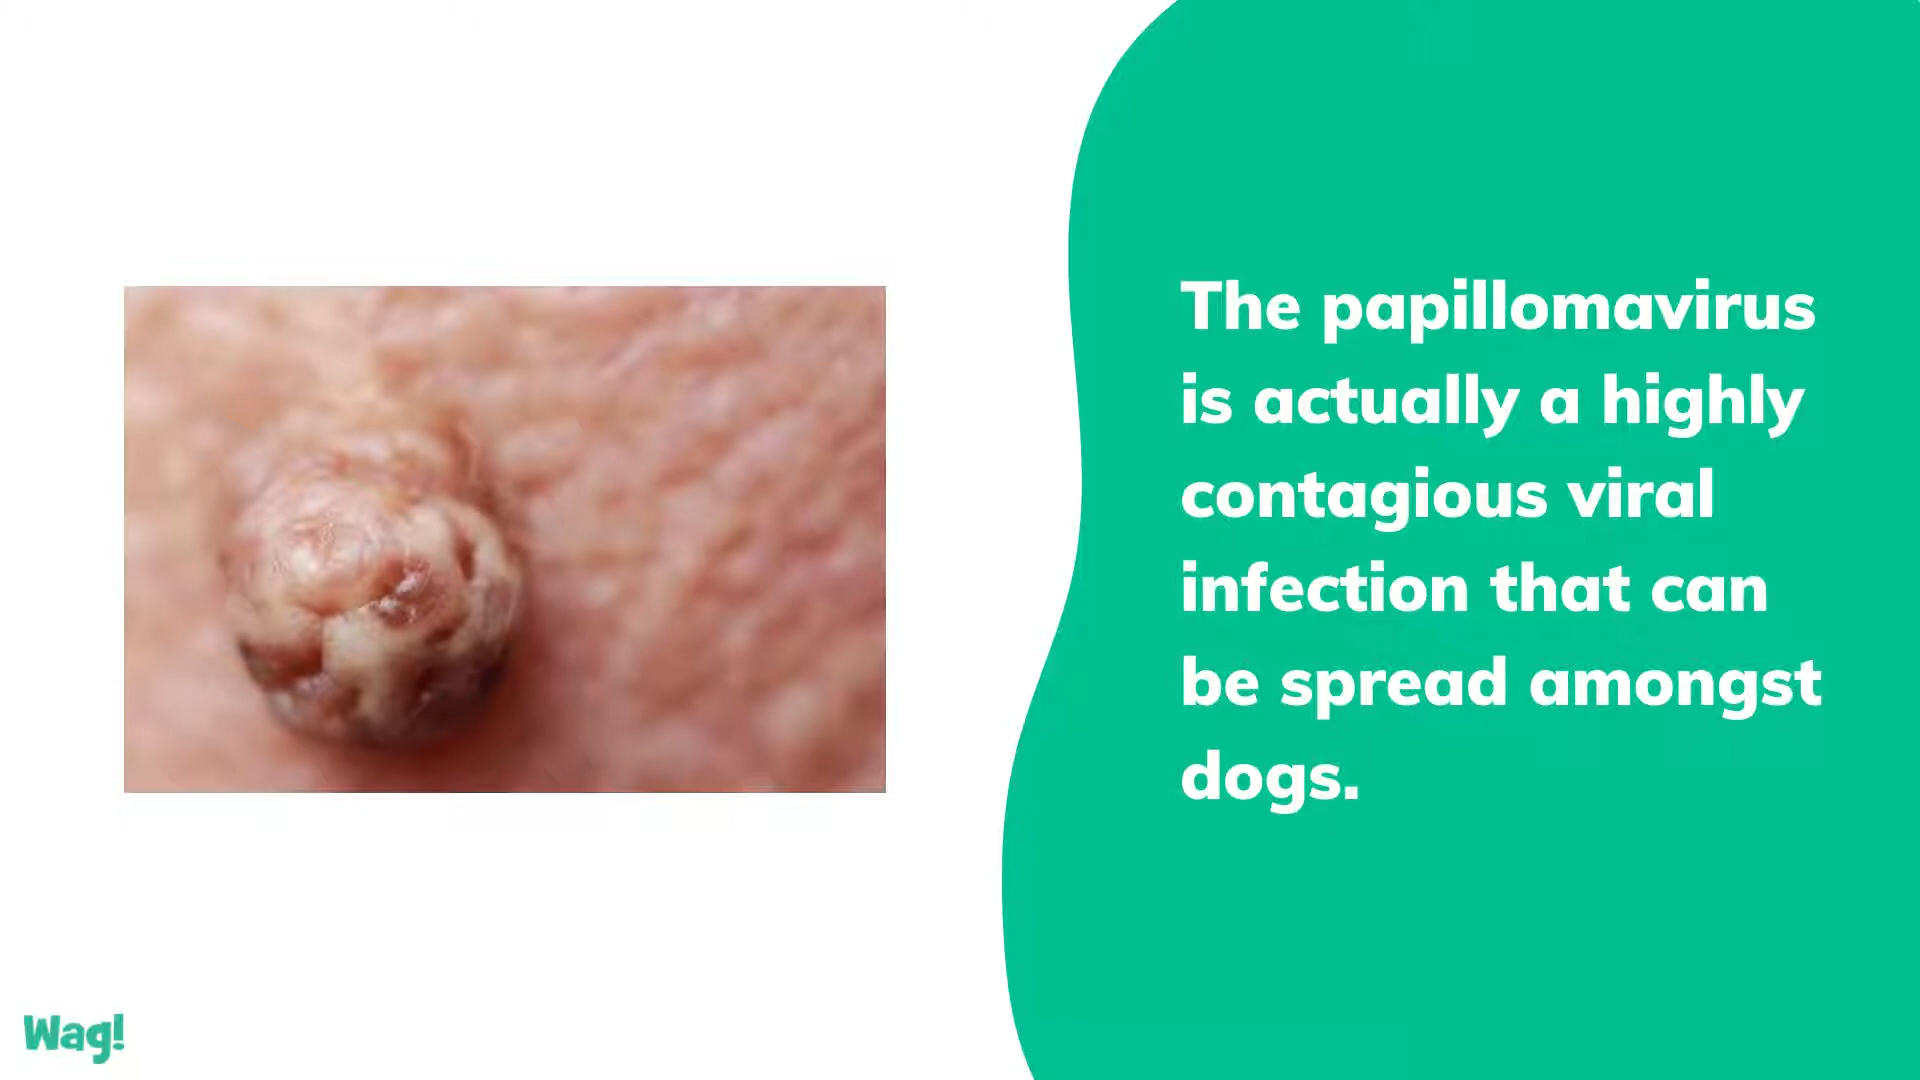 The papillomavirus
is actually a highly
contagious viral
infection that can
be spread amongst
dogs.
Wag!